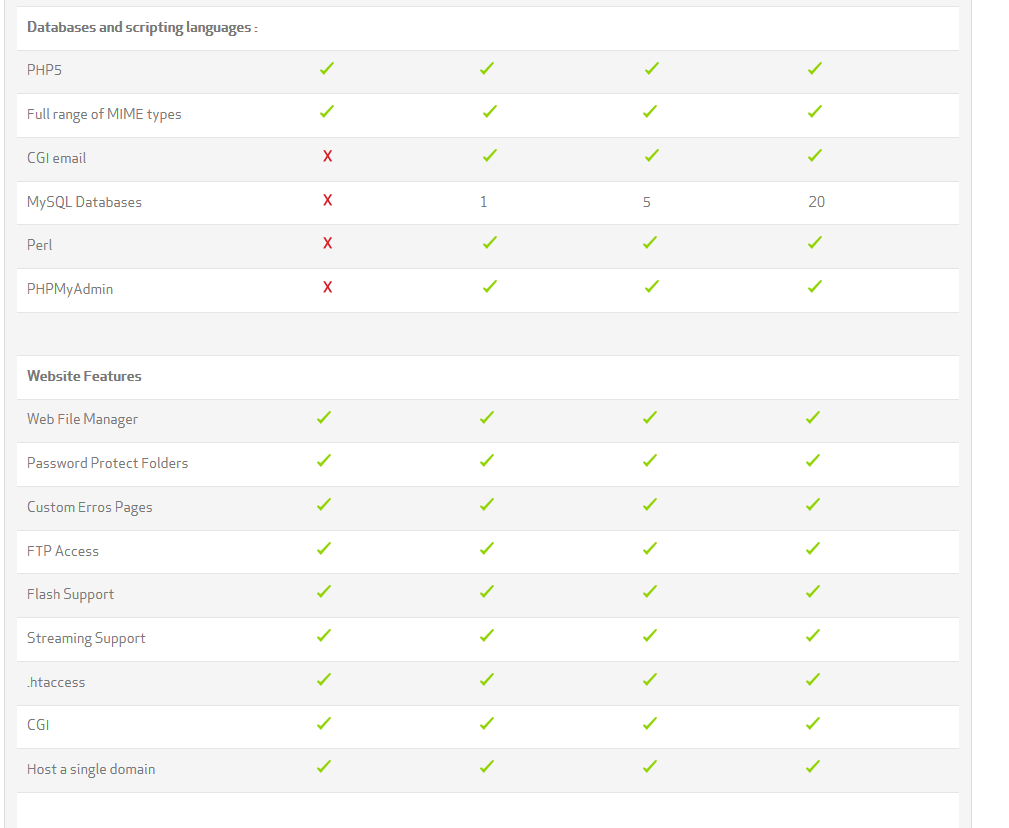 Databases and scripting languages :
PHP5
Full range of MIME types
CGI email X
MySQL Databases X 1 5 20
Perl X
PHPMyAdmin X
Website Features
Web File Manager
Password Protect Folders
Custom Erros Pages
FTP Access
Flash Support
Streaming Support
.htaccess
CGI
Host a single domain